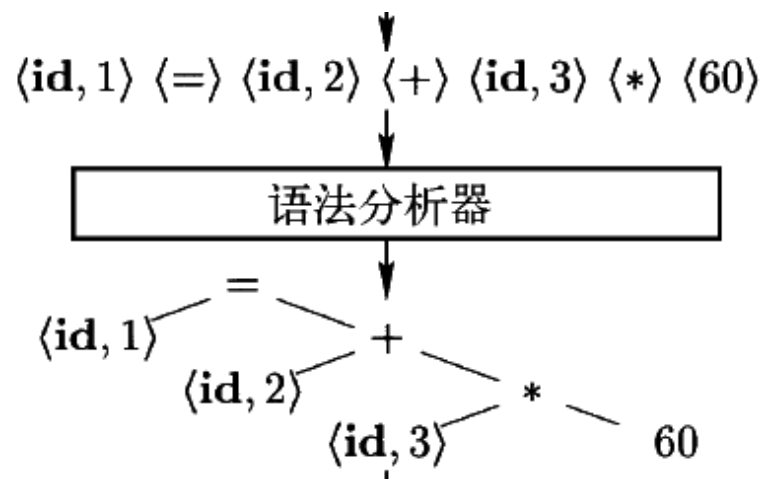 ⟨id, 1⟩ ⟨=⟩ ⟨id, 2⟩ ⟨+⟩ ⟨id, 3⟩ ⟨*⟩ ⟨60⟩
语法分析器
=
⟨id, 1⟩
+
⟨id, 2⟩
*
⟨id, 3⟩
60